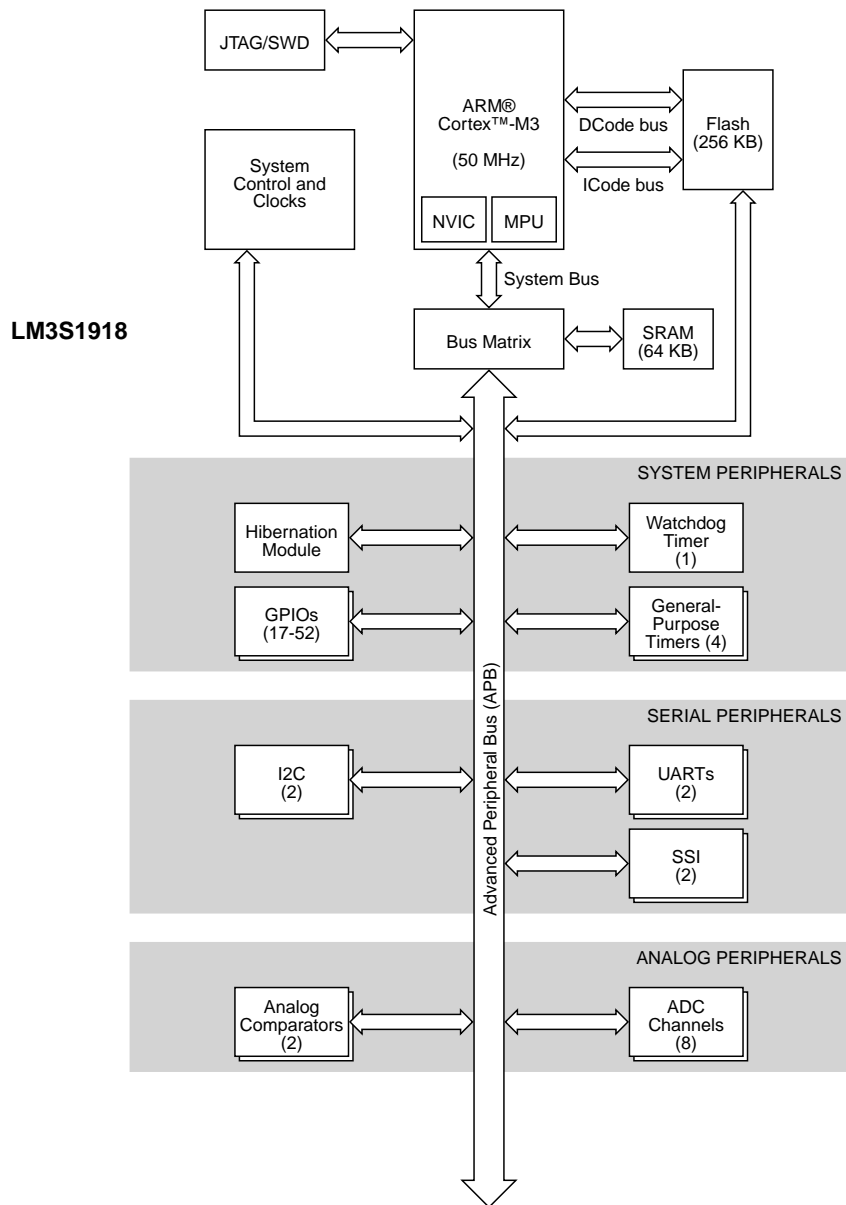 JTAG/SWD
ARM®
Cortex™-M3
(50 MHz)
NVIC
MPU
DCode bus
ICode bus
Flash
(256 KB)
System
Control and
Clocks
System Bus
LM3S1918
Bus Matrix
SRAM
(64 KB)
SYSTEM PERIPHERALS
Hibernation
Module
Watchdog
Timer
(1)
GPIOs
(17-52)
General-
Purpose
Timers (4)
Advanced Peripheral Bus (APB)
SERIAL PERIPHERALS
I2C
(2)
UARTs
(2)
SSI
(2)
ANALOG PERIPHERALS
Analog
Comparators
(2)
ADC
Channels
(8)